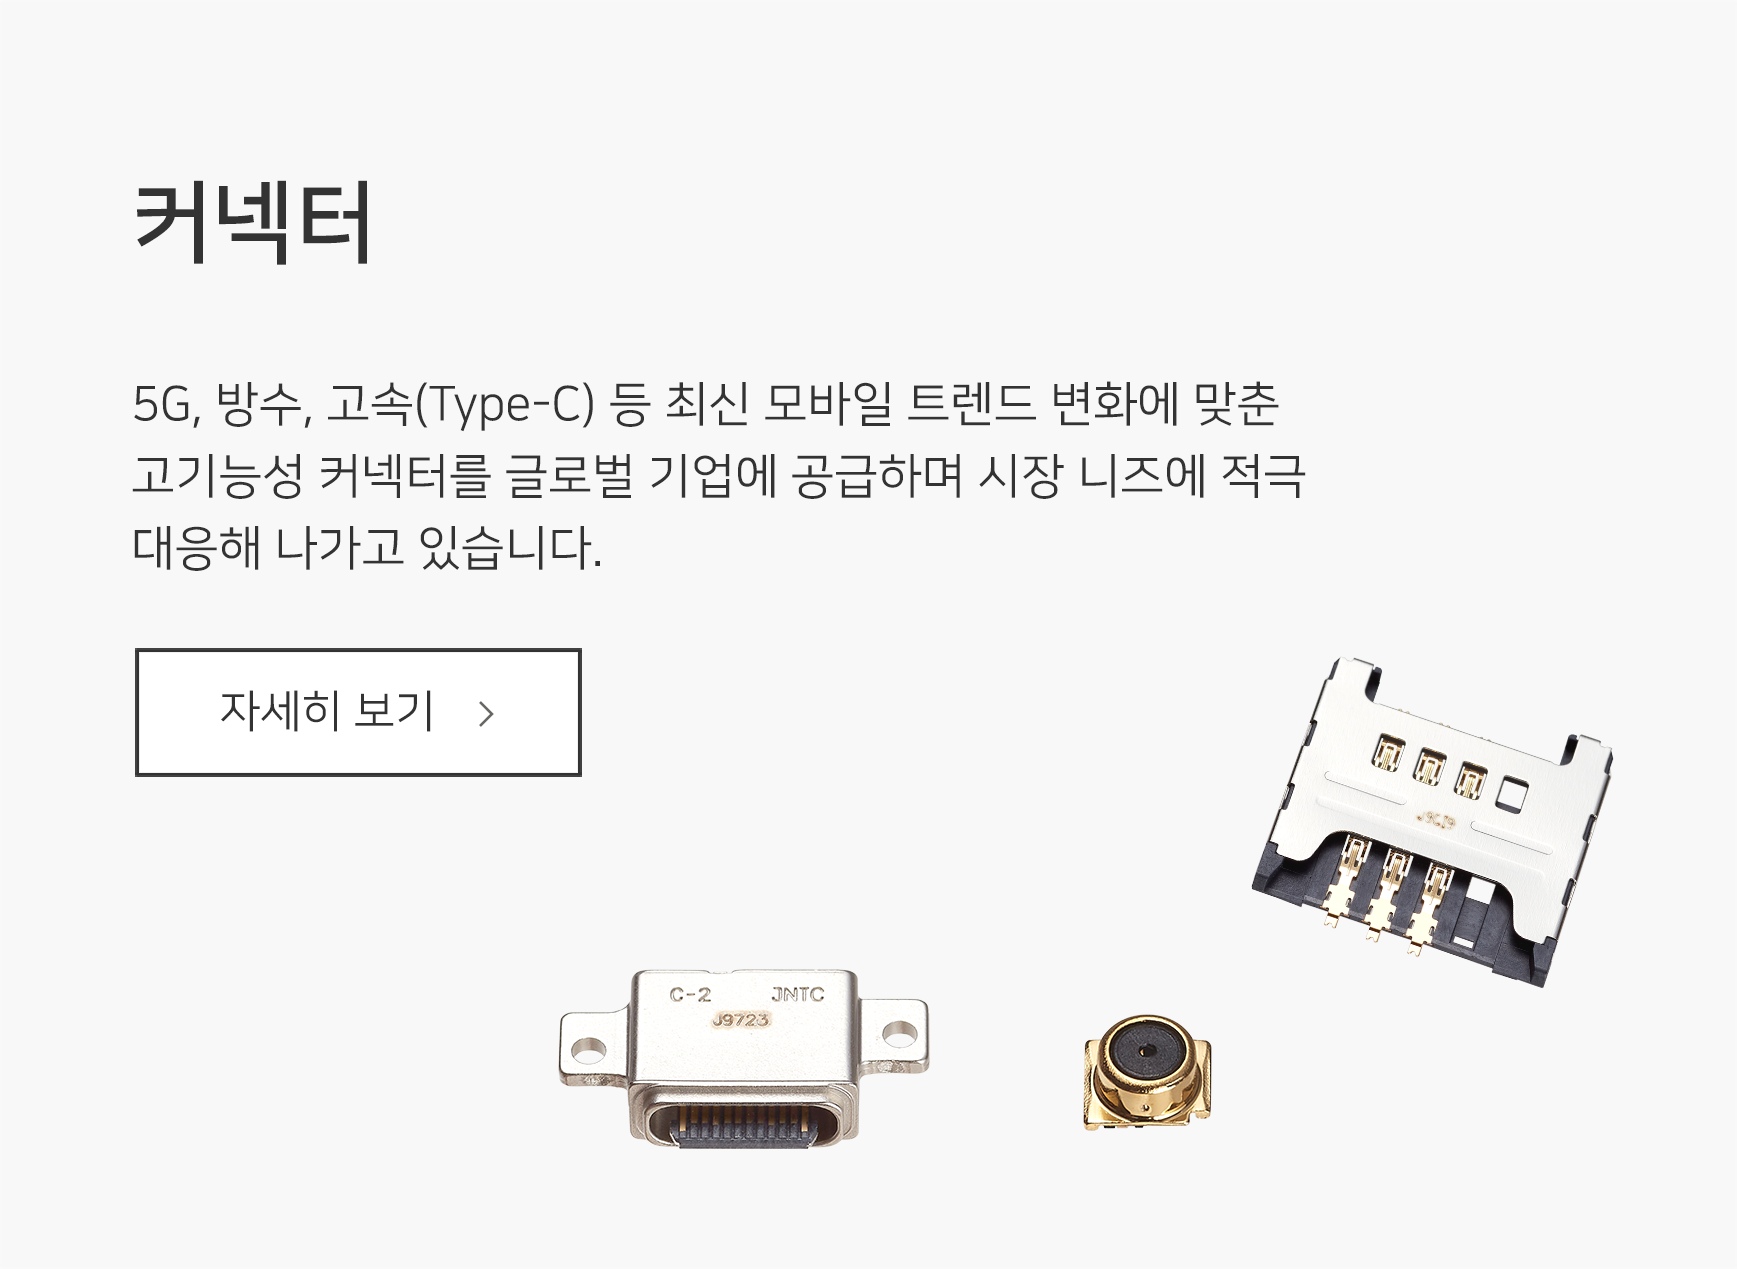 커넥터
5G, 방수, 고속(Type-C) 등 최신 모바일 트렌드 변화에 맞춘
고기능성 커넥터를 글로벌 기업에 공급하며 시장 니즈에 적극
대응해 나가고 있습니다.
자세히 보기
C-2 JNTC
J9723